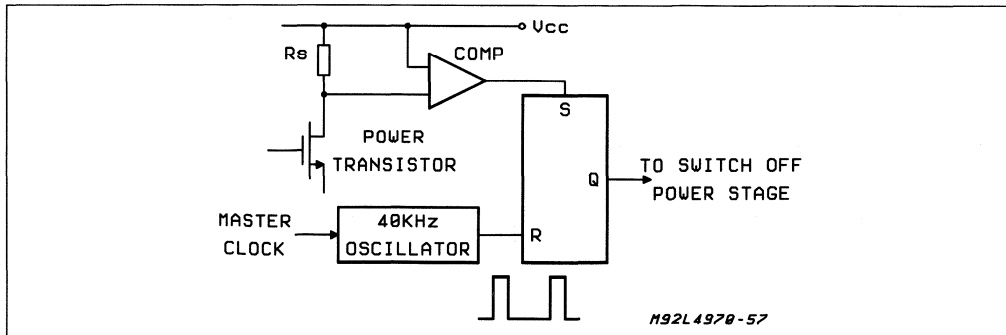 Vcc
Rs
COMP
S
POWER
TRANSISTOR
Q
TO SWITCH OFF
POWER STAGE
MASTER
CLOCK
40KHz
OSCILLATOR
R
M92L4970-57